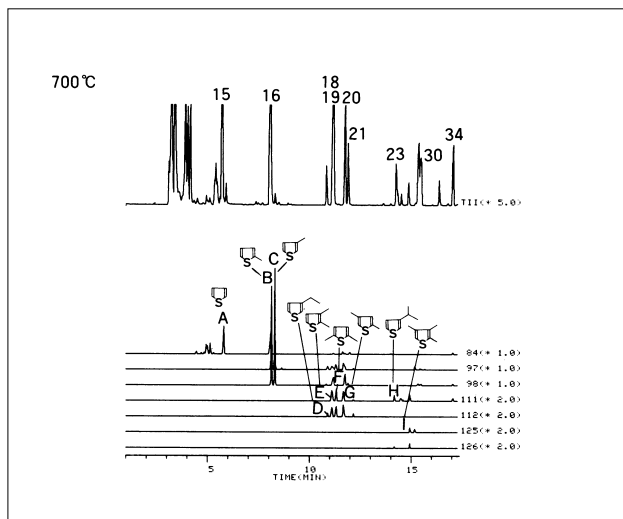 700℃
15
16
18
19 20
21
23
30
34
TII(* 5.0)
C
B
S
S
S
A
S
S
S
S
S
S
F
E
G
H
D
I
84(* 1.0)
97(* 1.0)
98(* 1.0)
111(* 2.0)
112(* 2.0)
125(* 2.0)
126(* 2.0)
5
10
15
TIME(MIN)